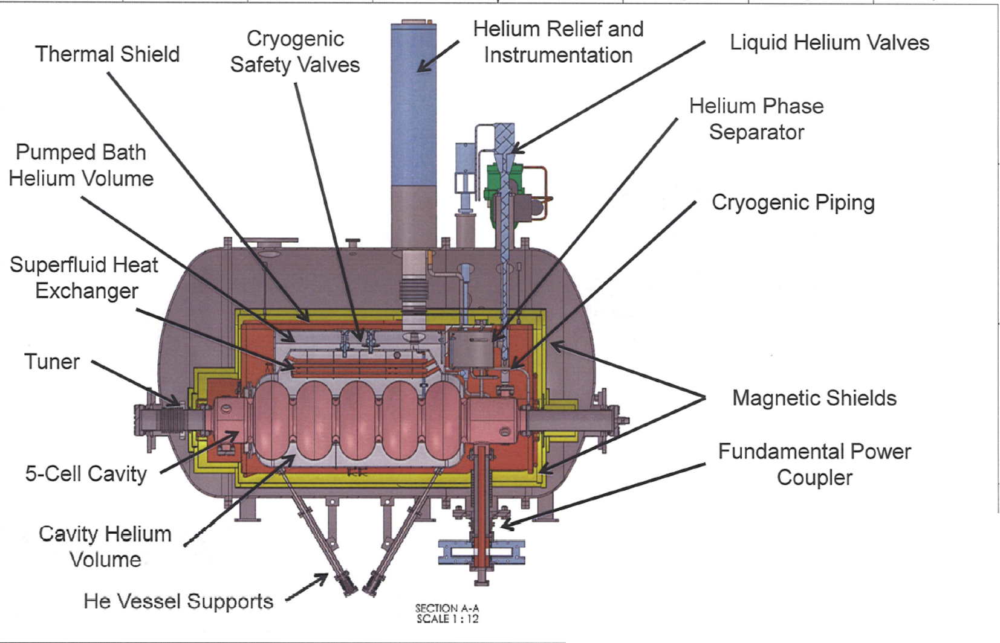 Thermal Shield
Cryogenic
Safety Valves
Helium Relief and
Instrumentation
Liquid Helium Valves
Helium Phase
Separator
Pumped Bath
Helium Volume
Cryogenic Piping
Superfluid Heat
Exchanger
Tuner
Magnetic Shields
5-Cell Cavity
Fundamental Power
Coupler
Cavity Helium
Volume
He Vessel Supports
SECTION A-A
SCALE 1 : 12